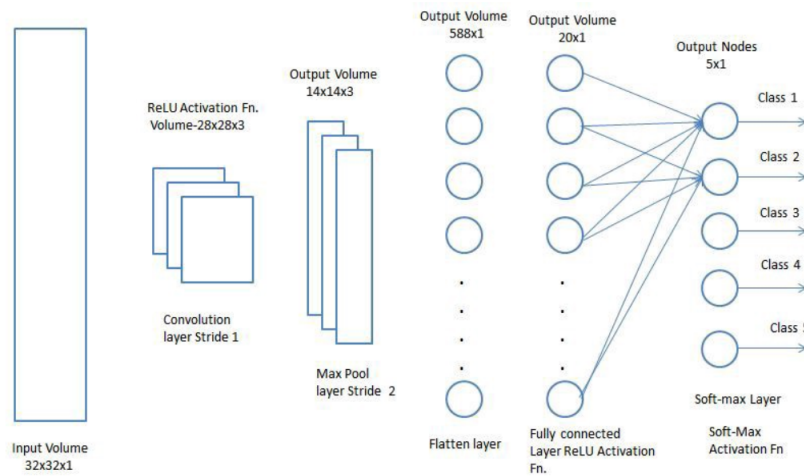 Output Volume
588x1
Output Volume
20x1
Output Nodes
5x1
Output Volume
14x14x3
ReLU Activation Fn.
Volume-28x28x3
Class 1
Class 2
Class 3
Class 4
Class 5
Convolution
layer Stride 1
Max Pool
layer Stride 2
Soft-max Layer
Flatten layer
Fully connected
Layer ReLU Activation
Fn.
Soft-Max
Activation Fn
Input Volume
32x32x1